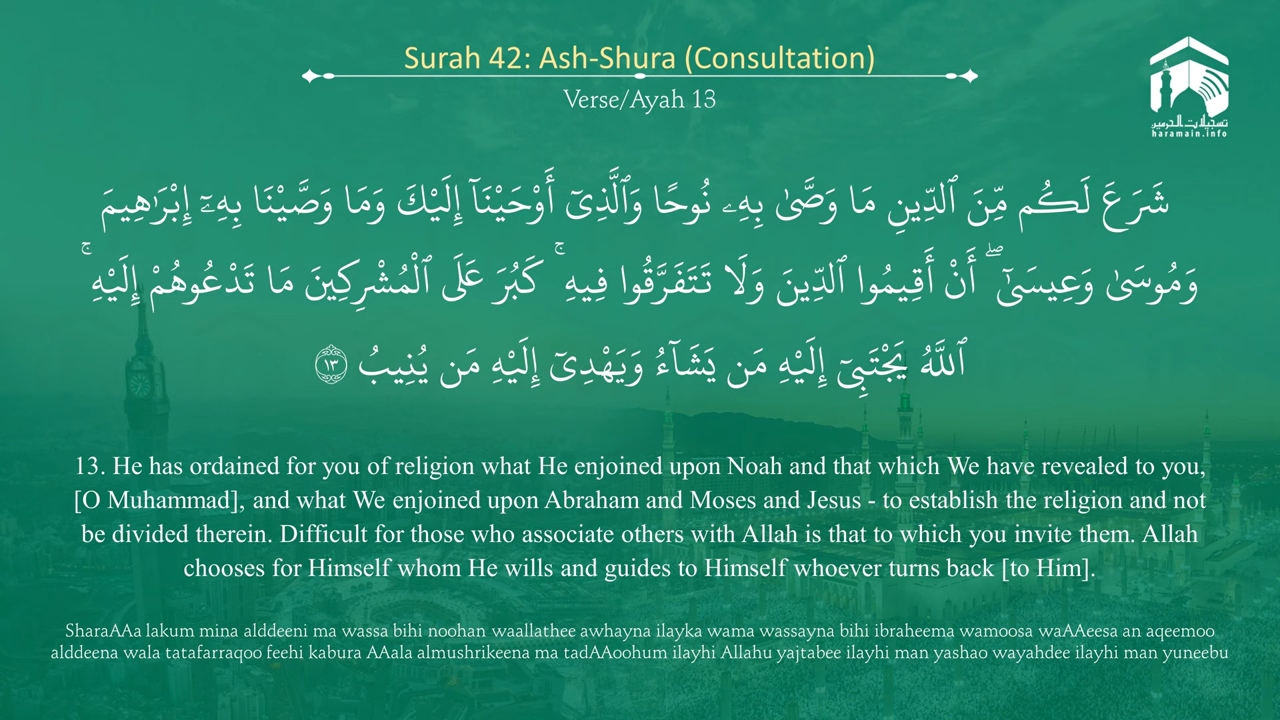 Surah 42: Ash-Shura (Consultation)
Verse/Ayah 13
تسجيلات الحرمين
haramain.info
شَرَعَ لَكُم مِّنَ ٱلدِّينِ مَا وَصَّىٰ بِهِۦ نُوحًا وَٱلَّذِىٓ أَوْحَيْنَآ إِلَيْكَ وَمَا وَصَّيْنَا بِهِۦٓ إِبْرَٰهِيمَ
وَمُوسَىٰ وَعِيسَىٰٓ ۖ أَنْ أَقِيمُوا ٱلدِّينَ وَلَا تَتَفَرَّقُوا فِيهِ ۚ كَبُرَ عَلَى ٱلْمُشْرِكِينَ مَا تَدْعُوهُمْ إِلَيْهِ ۚ
ٱللَّهُ يَجْتَبِىٓ إِلَيْهِ مَن يَشَآءُ وَيَهْدِىٓ إِلَيْهِ مَن يُنِيبُ ۝١٣
13. He has ordained for you of religion what He enjoined upon Noah and that which We have revealed to you,
[O Muhammad], and what We enjoined upon Abraham and Moses and Jesus - to establish the religion and not
be divided therein. Difficult for those who associate others with Allah is that to which you invite them. Allah
chooses for Himself whom He wills and guides to Himself whoever turns back [to Him].
SharaAAa lakum mina alddeeni ma wassa bihi noohan waallathee awhayna ilayka wama wassayna bihi ibraheema wamoosa waAAeesa an aqeemoo
alddeena wala tatafarraqoo feehi kabura AAala almushrikeena ma tadAAoohum ilayhi Allahu yajtabee ilayhi man yashao wayahdee ilayhi man yuneebu